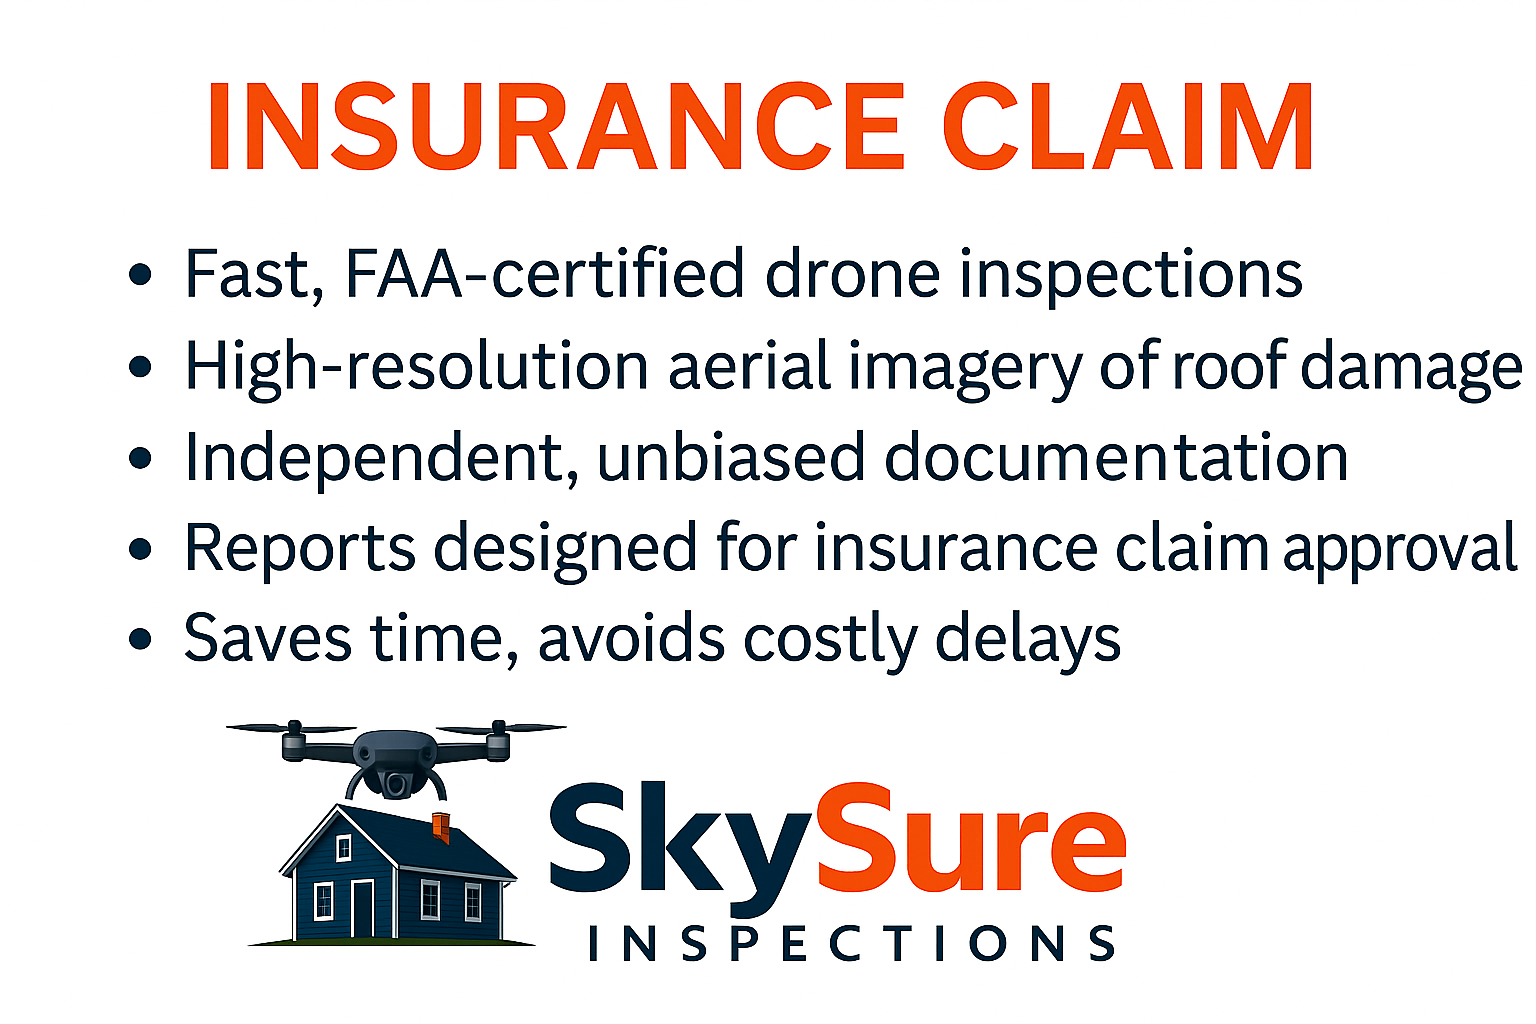 INSURANCE CLAIM
• Fast, FAA-certified drone inspections
• High-resolution aerial imagery of roof damage
• Independent, unbiased documentation
• Reports designed for insurance claim approval
• Saves time, avoids costly delays
SkySure
INSPECTIONS